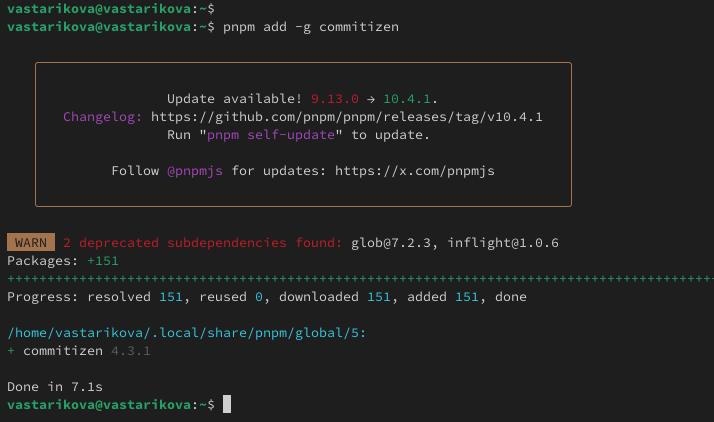 vastarikova@vastarikova:~$
vastarikova@vastarikova:~$ pnpm add -g commitizen
Update available! 9.13.0 → 10.4.1.
Changelog: https://github.com/pnpm/pnpm/releases/tag/v10.4.1
Run "pnpm self-update" to update.
Follow @pnpmjs for updates: https://x.com/pnpmjs
WARN 2 deprecated subdependencies found: glob@7.2.3, inflight@1.0.6
Packages: +151
++++++++++++++++++++++++++++++++++++++++++++++++++++++++++++++++++++++++++++++++++++++++
Progress: resolved 151, reused 0, downloaded 151, added 151, done
/home/vastarikova/.local/share/pnpm/global/5:
+ commitizen 4.3.1
Done in 7.1s
vastarikova@vastarikova:~$